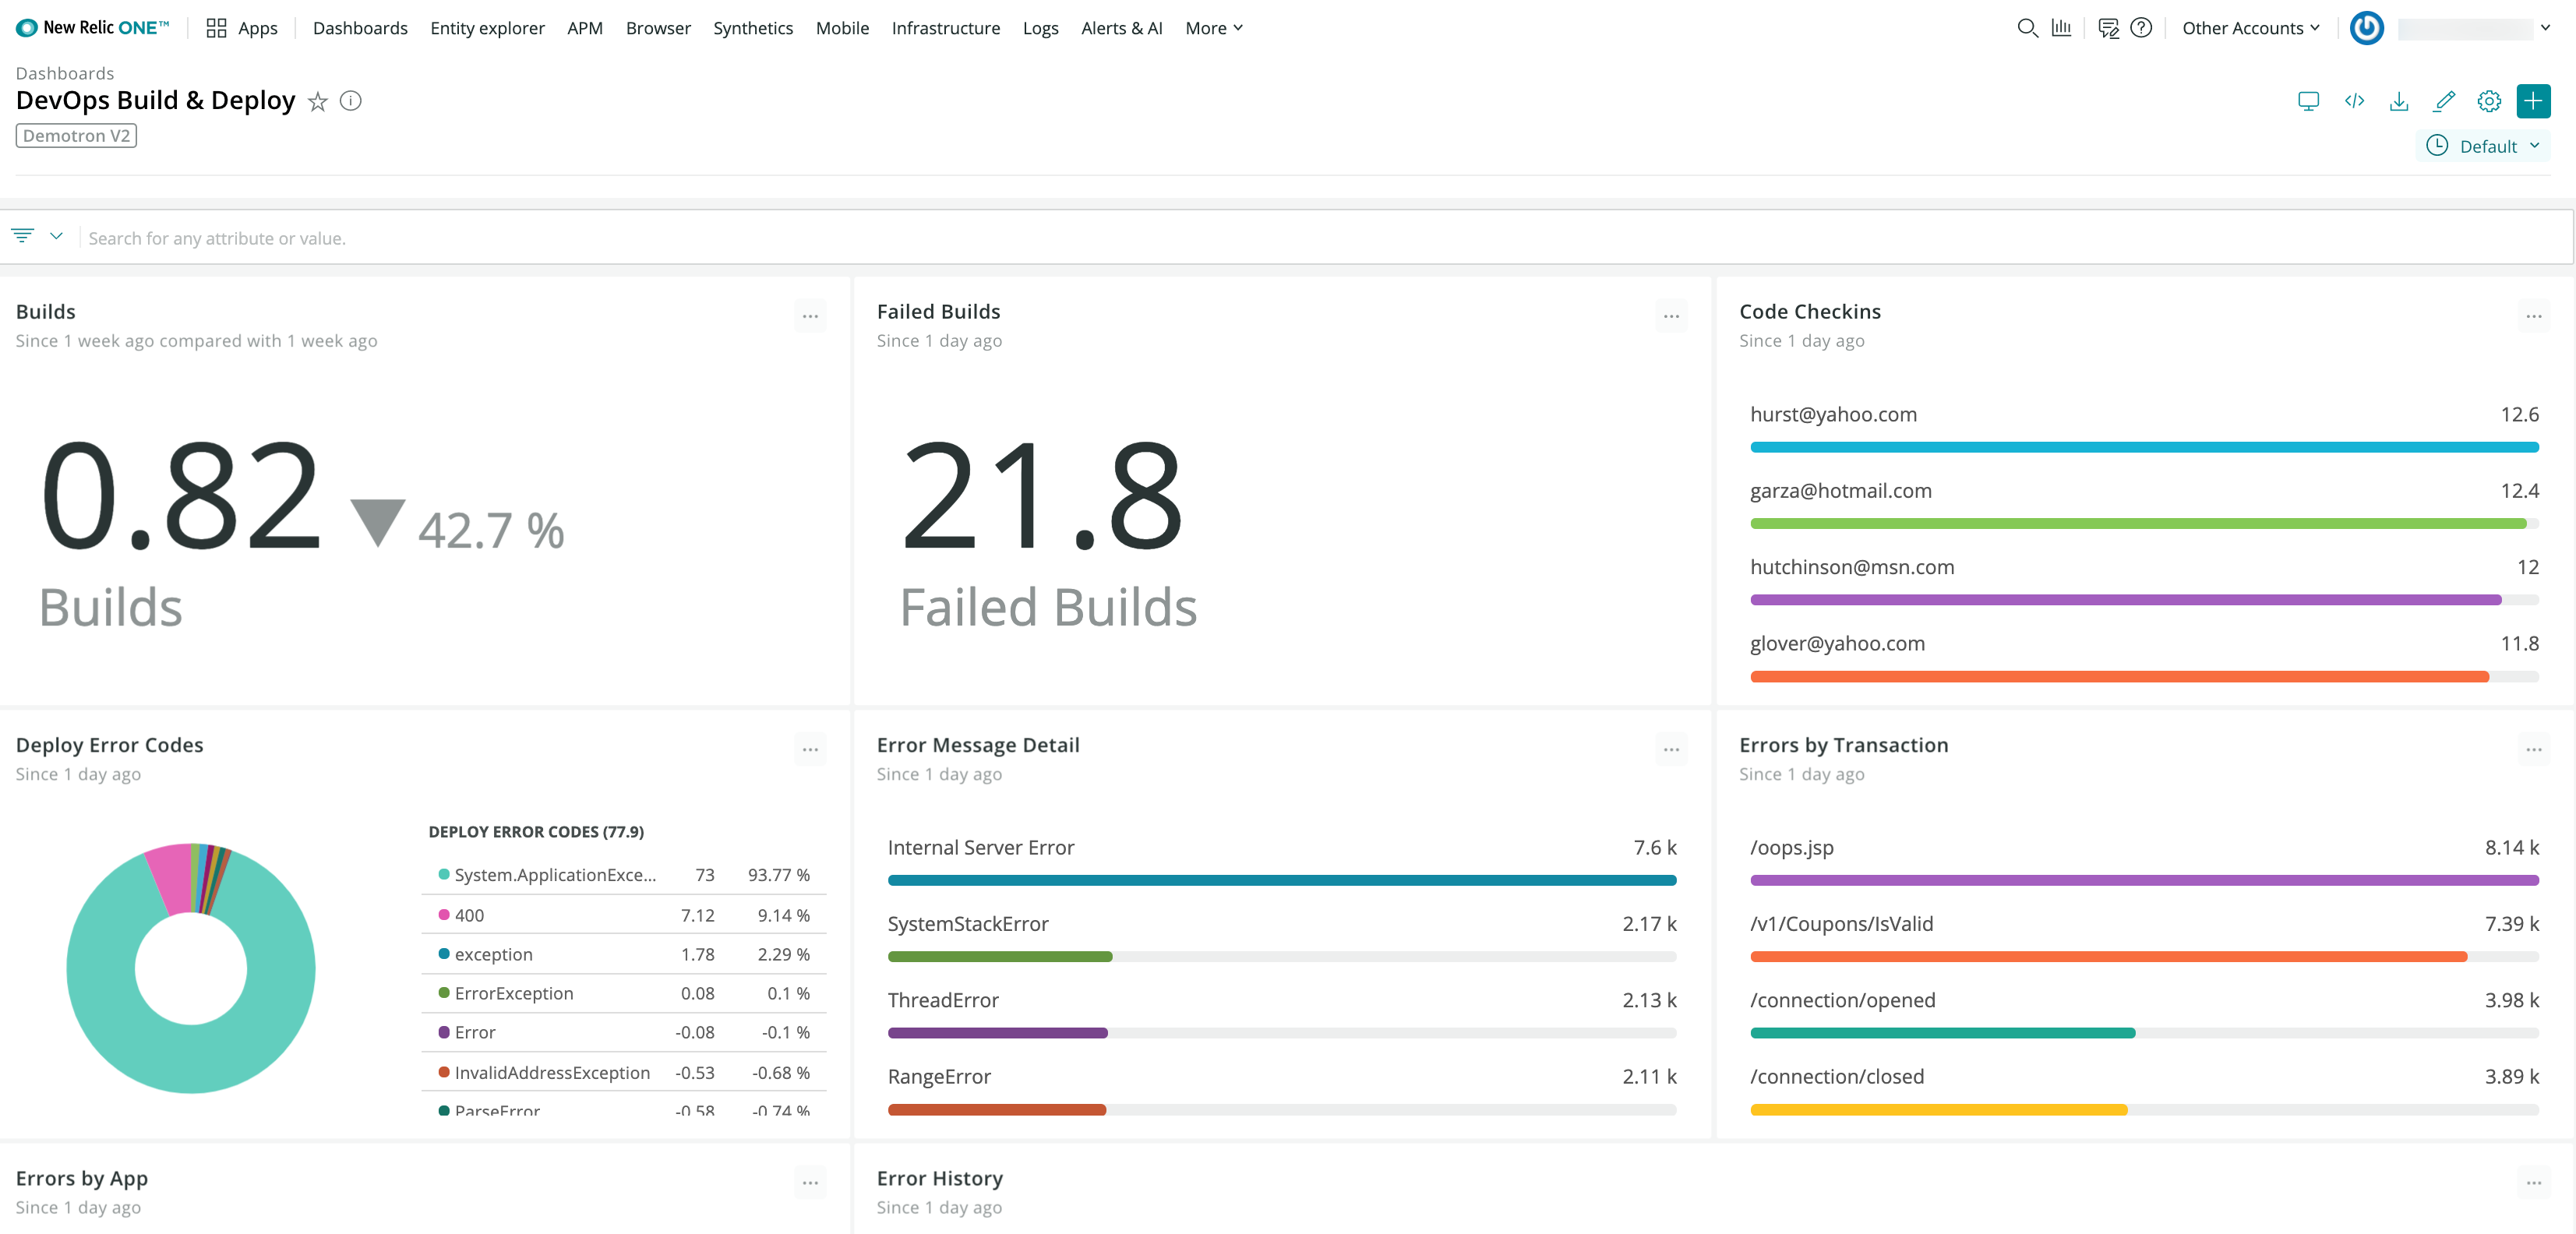 New Relic ONE™ Apps Dashboards Entity explorer APM Browser Synthetics Mobile Infrastructure Logs Alerts & AI More Other Accounts
Dashboards
DevOps Build & Deploy
Demotron V2
Default
Search for any attribute or value.
Builds
Since 1 week ago compared with 1 week ago
0.82 42.7 %
Builds
Failed Builds
Since 1 day ago
21.8
Failed Builds
Code Checkins
Since 1 day ago
hurst@yahoo.com 12.6
garza@hotmail.com 12.4
hutchinson@msn.com 12
glover@yahoo.com 11.8
Deploy Error Codes
Since 1 day ago
DEPLOY ERROR CODES (77.9)
System.ApplicationExce... 73 93.77 %
400 7.12 9.14 %
exception 1.78 2.29 %
ErrorException 0.08 0.1 %
Error -0.08 -0.1 %
InvalidAddressException -0.53 -0.68 %
ParseError -0.58 -0.74 %
Error Message Detail
Since 1 day ago
Internal Server Error 7.6 k
SystemStackError 2.17 k
ThreadError 2.13 k
RangeError 2.11 k
Errors by Transaction
Since 1 day ago
/oops.jsp 8.14 k
/v1/Coupons/IsValid 7.39 k
/connection/opened 3.98 k
/connection/closed 3.89 k
Errors by App
Since 1 day ago
Error History
Since 1 day ago